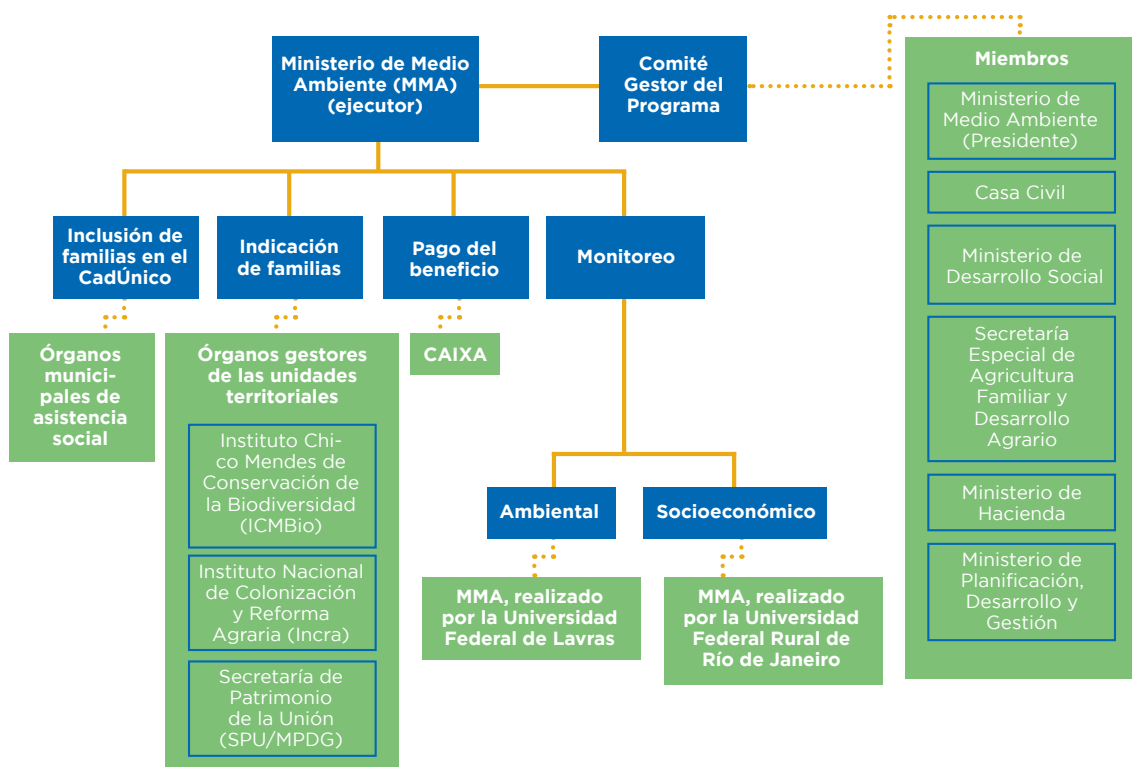 Ministerio de Medio
Ambiente (MMA)
(ejecutor)
Comité
Gestor del
Programa
Miembros
Ministerio de
Medio Ambiente
(Presidente)
Casa Civil
Ministerio de
Desarrollo Social
Secretaría
Especial de
Agricultura
Familiar y
Desarrollo
Agrario
Ministerio de
Hacienda
Ministerio de
Planificación,
Desarrollo y
Gestión
Inclusión de
familias en el
CadÚnico
Indicación
de familias
Pago del
beneficio
Monitoreo
Órganos
munici-
pales de
asistencia
social
Órganos gestores
de las unidades
territoriales
Instituto Chi-
co Mendes de
Conservación de
la Biodiversidad
(ICMBio)
Instituto Nacional
de Colonización
y Reforma
Agraria (Incra)
Secretaría de
Patrimonio
de la Unión
(SPU/MPDG)
CAIXA
Ambiental
Socioeconómico
MMA, realizado
por la Universidad
Federal de Lavras
MMA, realizado
por la Universidad
Federal Rural de
Río de Janeiro